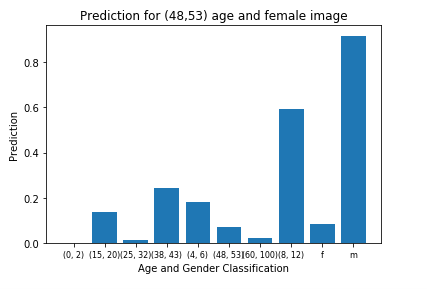 Prediction for (48,53) age and female image
Prediction
0.8
0.6
0.4
0.2
0.0
(0, 2) (15, 20) (25, 32) (38, 43) (4, 6) (48, 53) (60, 100) (8, 12) f m
Age and Gender Classification